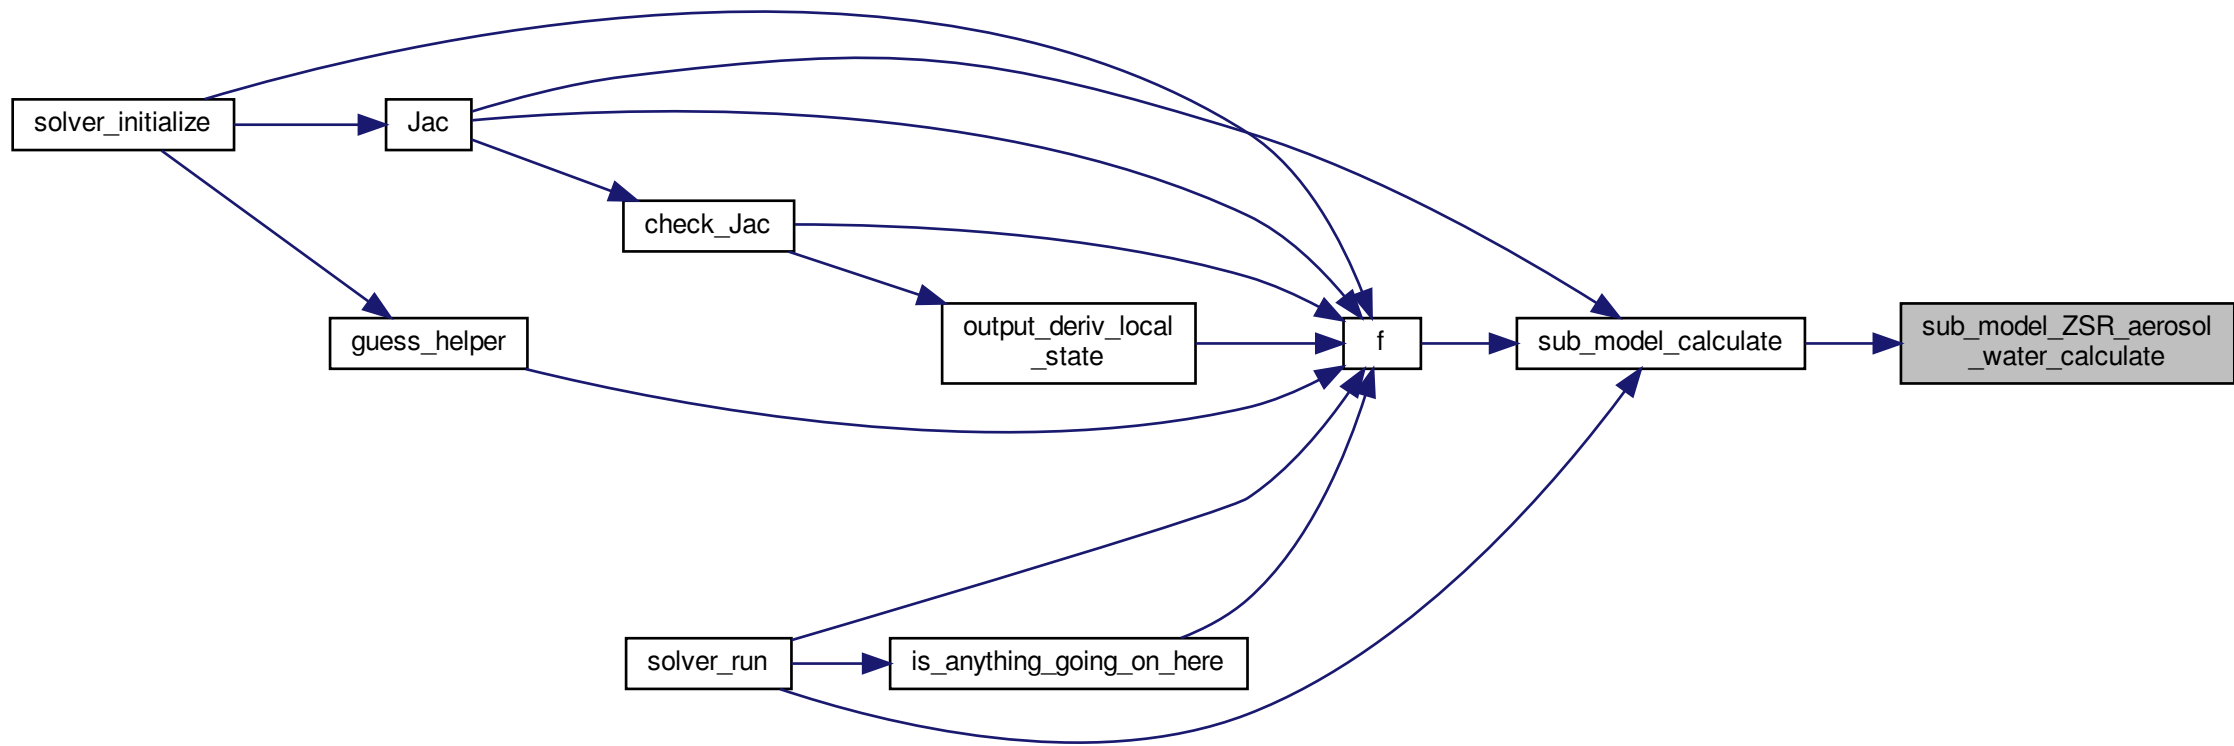 solver_initialize
Jac
check_Jac
guess_helper
output_deriv_local
_state
f
sub_model_calculate
sub_model_ZSR_aerosol
_water_calculate
solver_run
is_anything_going_on_here